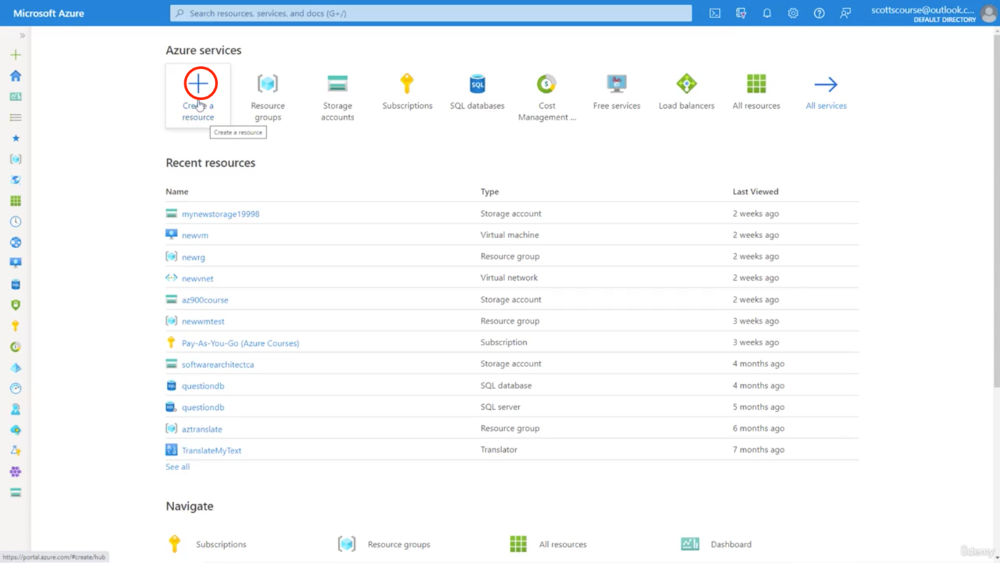 Microsoft Azure
Search resources, services, and docs (G+/)
scottscourse@outlook.c...
DEFAULT DIRECTORY
Azure services
Create a resource
Resource groups
Storage accounts
Subscriptions
SQL databases
Cost Management ...
Free services
Load balancers
All resources
All services
Create a resource
Recent resources
Name Type Last Viewed
mynewstorage19998 Storage account 2 weeks ago
newvm Virtual machine 2 weeks ago
newrg Resource group 2 weeks ago
newvnet Virtual network 2 weeks ago
az900course Storage account 2 weeks ago
newwmtest Resource group 3 weeks ago
Pay-As-You-Go (Azure Courses) Subscription 3 weeks ago
softwarearchitectca Storage account 4 months ago
questiondb SQL database 4 months ago
questiondb SQL server 5 months ago
aztranslate Resource group 6 months ago
TranslateMyText Translator 7 months ago
See all
Navigate
Subscriptions Resource groups All resources Dashboard
https://portal.azure.com/#create/hub
ûdemy